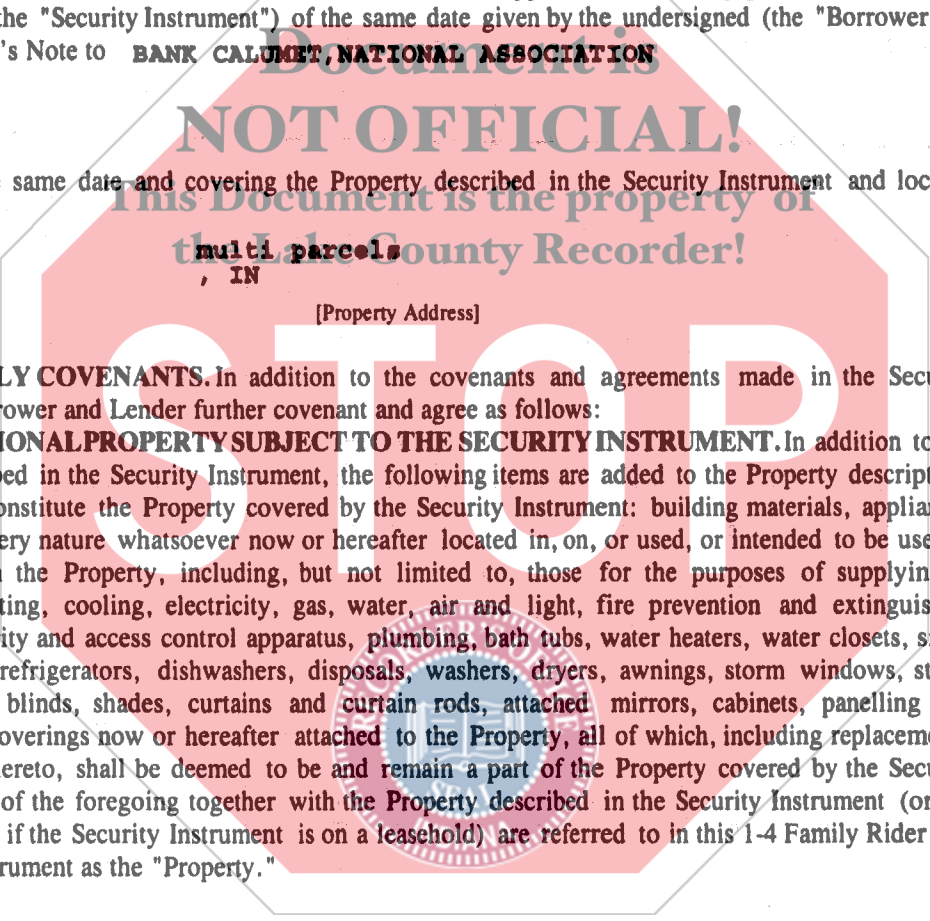 the "Security Instrument") of the same date given by the undersigned (the "Borrower
's Note to BANK CALUMET, NATIONAL ASSOCIATION
Document is
NOT OFFICIAL!
same date and covering the Property described in the Security Instrument and loc
This Document is the property of
the Lake County Recorder!
multi parcels
, IN
[Property Address]
STOP
LY COVENANTS. In addition to the covenants and agreements made in the Secu
rower and Lender further covenant and agree as follows:
IONAL PROPERTY SUBJECT TO THE SECURITY INSTRUMENT. In addition to
bed in the Security Instrument, the following items are added to the Property descript
onstitute the Property covered by the Security Instrument: building materials, applia
ery nature whatsoever now or hereafter located in, on, or used, or intended to be use
the Property, including, but not limited to, those for the purposes of supplyin
ting, cooling, electricity, gas, water, air and light, fire prevention and extinguis
ity and access control apparatus, plumbing, bath tubs, water heaters, water closets, s
refrigerators, dishwashers, disposals, washers, dryers, awnings, storm windows, st
blinds, shades, curtains and curtain rods, attached mirrors, cabinets, panelling
overings now or hereafter attached to the Property, all of which, including replaceme
ereto, shall be deemed to be and remain a part of the Property covered by the Secu
of the foregoing together with the Property described in the Security Instrument (or
if the Security Instrument is on a leasehold) are referred to in this 1-4 Family Rider
rument as the "Property."
SEAL
INDIANA